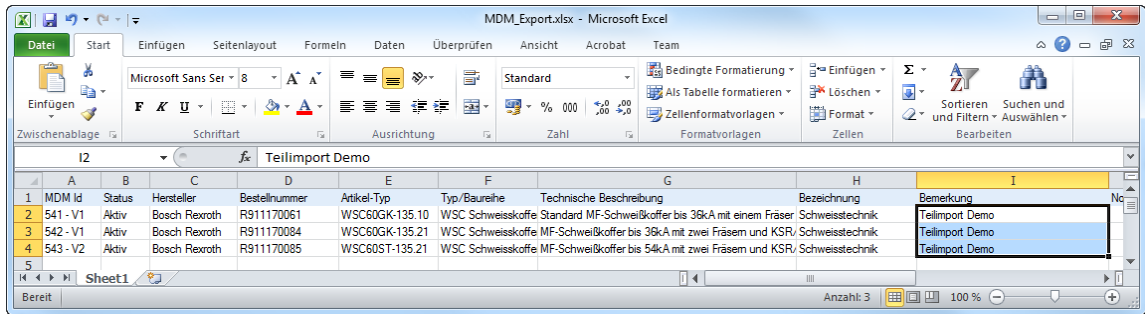 MDM_Export.xlsx - Microsoft Excel
Datei Start Einfügen Seitenlayout Formeln Daten Überprüfen Ansicht Acrobat Team
Einfügen
Microsoft Sans Ser 8
F K U
Standard
% 000
Bedingte Formatierung
Als Tabelle formatieren
Zellenformatvorlagen
Einfügen
Löschen
Format
Sortieren und Filtern
Suchen und Auswählen
Zwischenablage Schriftart Ausrichtung Zahl Formatvorlagen Zellen Bearbeiten
I2 fx Teilimport Demo
A B C D E F G H I
1 MDM Id Status Hersteller Bestellnummer Artikel-Typ Typ/Baureihe Technische Beschreibung Bezeichnung Bemerkung No
2 541 - V1 Aktiv Bosch Rexroth R911170061 WSC60GK-135.10 WSC Schweisskoffe Standard MF-Schweißkoffer bis 36kA mit einem Fräser Schweisstechnik Teilimport Demo
3 542 - V1 Aktiv Bosch Rexroth R911170084 WSC60GK-135.21 WSC Schweisskoffe MF-Schweißkoffer bis 36kA mit zwei Fräsern und KSR/ Schweisstechnik Teilimport Demo
4 543 - V2 Aktiv Bosch Rexroth R911170085 WSC60ST-135.21 WSC Schweisskoffe MF-Schweißkoffer bis 54kA mit zwei Fräsern und KSR/ Schweisstechnik Teilimport Demo
5
Sheet1
Bereit Anzahl: 3 100 %